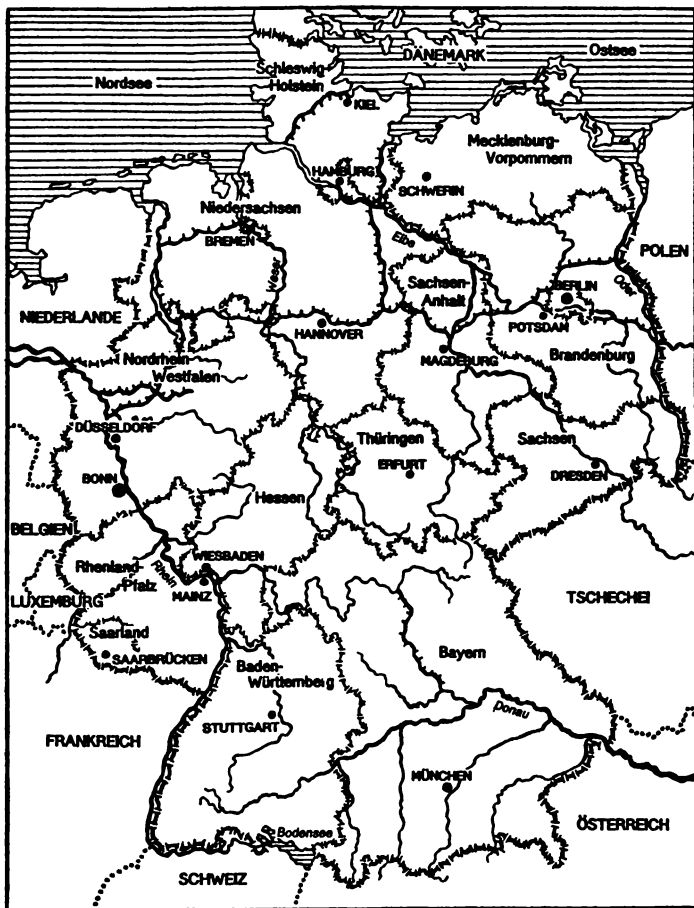 DÄNEMARK
Ostsee
Nordsee
Schleswig-
Holstein
KIEL
Mecklenburg-
Vorpommern
HAMBURG
SCHWERIN
Niedersachsen
BREMEN
Elbe
POLEN
Weser
Sachsen-
Anhalt
BERLIN
Oder
NIEDERLANDE
HANNOVER
POTSDAM
MAGDEBURG
Brandenburg
Nordrhein
Westfalen
DÜSSELDORF
Thüringen
Sachsen
ERFURT
DRESDEN
BONN
Hessen
BELGIEN
WIESBADEN
Rhenland-
Pfalz
Rhein
MAINZ
LUXEMBURG
TSCHECHEI
Saarland
SAARBRÜCKEN
Baden-
Württemberg
Bayern
STUTTGART
Donau
FRANKREICH
MÜNCHEN
ÖSTERREICH
Bodensee
SCHWEIZ